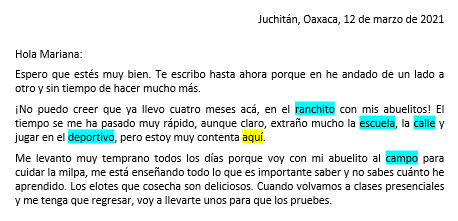 Juchitán, Oaxaca, 12 de marzo de 2021
Hola Mariana:
Espero que estés muy bien. Te escribo hasta ahora porque en he andado de un lado a
otro y sin tiempo de hacer mucho más.
¡No puedo creer que ya llevo cuatro meses acá, en el ranchito con mis abuelitos! El
tiempo se me ha pasado muy rápido, aunque claro, extraño mucho la escuela, la calle y
jugar en el deportivo, pero estoy muy contenta aquí.
Me levanto muy temprano todos los días porque voy con mi abuelito al campo para
cuidar la milpa, me está enseñando todo lo que es importante saber y no sabes cuánto he
aprendido. Los elotes que cosecha son deliciosos. Cuando volvamos a clases presenciales
y me tenga que regresar, voy a llevarte unos para que los pruebes.